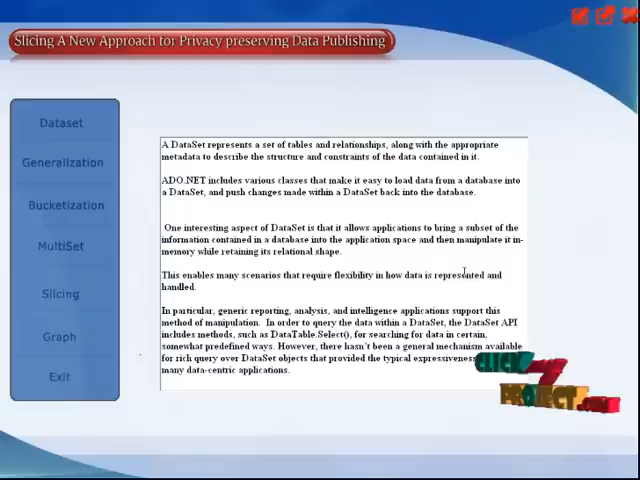 Slicing A New Approach for Privacy preserving Data Publishing
Dataset
Generalization
Bucketization
MultiSet
Slicing
Graph
Exit
A DataSet represents a set of tables and relationships, along with the appropriate
metadata to describe the structure and constraints of the data contained in it.
ADO.NET includes various classes that make it easy to load data from a database into
a DataSet, and push changes made within a DataSet back into the database.
One interesting aspect of DataSet is that it allows applications to bring a subset of the
information contained in a database into the application space and then manipulate it in-
memory while retaining its relational shape.
This enables many scenarios that require flexibility in how data is represented and
handled.
In particular, generic reporting, analysis, and intelligence applications support this
method of manipulation. In order to query the data within a DataSet, the DataSet API
includes methods, such as DataTable.Select(), for searching for data in certain,
somewhat predefined ways. However, there hasn't been a general mechanism available
for rich query over DataSet objects that provided the typical expressiveness
many data-centric applications.
CLICK
7
PROJECT.com